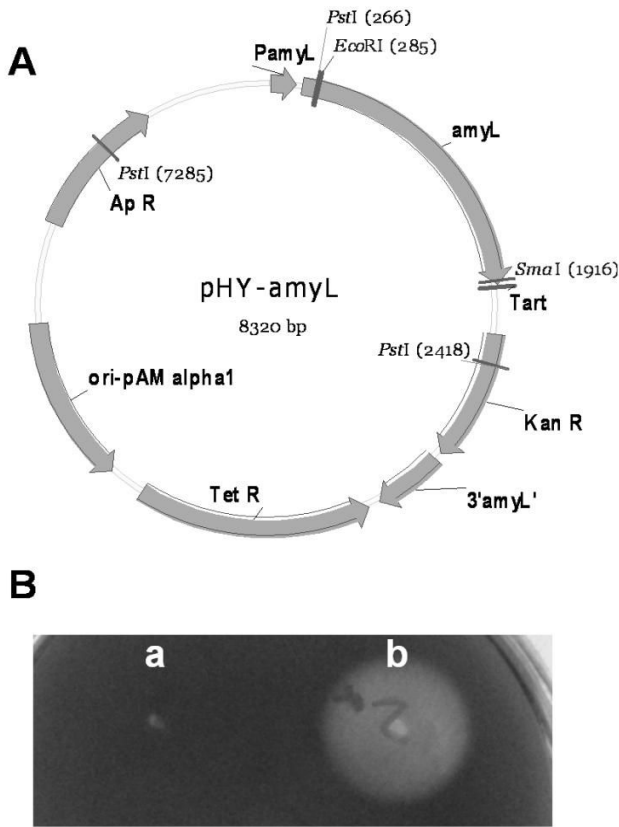 A
PstI (266)
EcoRI (285)
PamyL
amyL
PstI (7285)
Ap R
SmaI (1916)
Tart
pHY-amyL
8320 bp
PstI (2418)
ori-pAM alpha1
Kan R
Tet R
3'amyL'
B
a
b